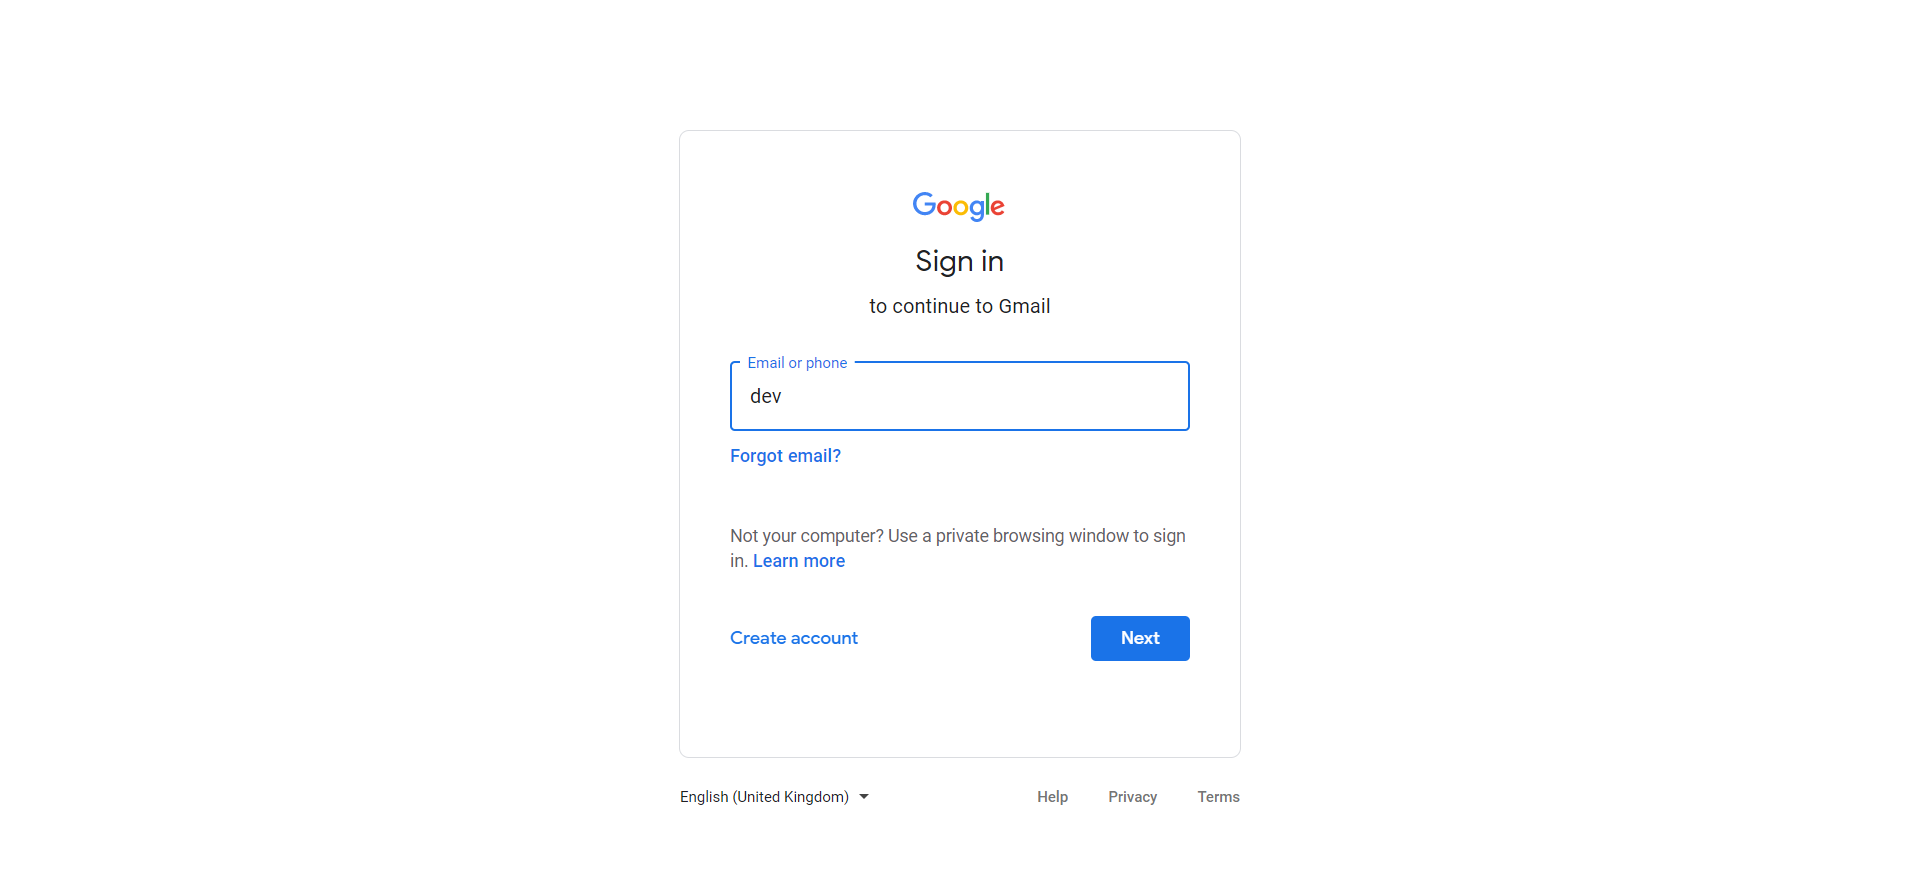 Google
Sign in
to continue to Gmail
Email or phone
dev
Forgot email?
Not your computer? Use a private browsing window to sign
in. Learn more
Create account
Next
English (United Kingdom)
Help
Privacy
Terms